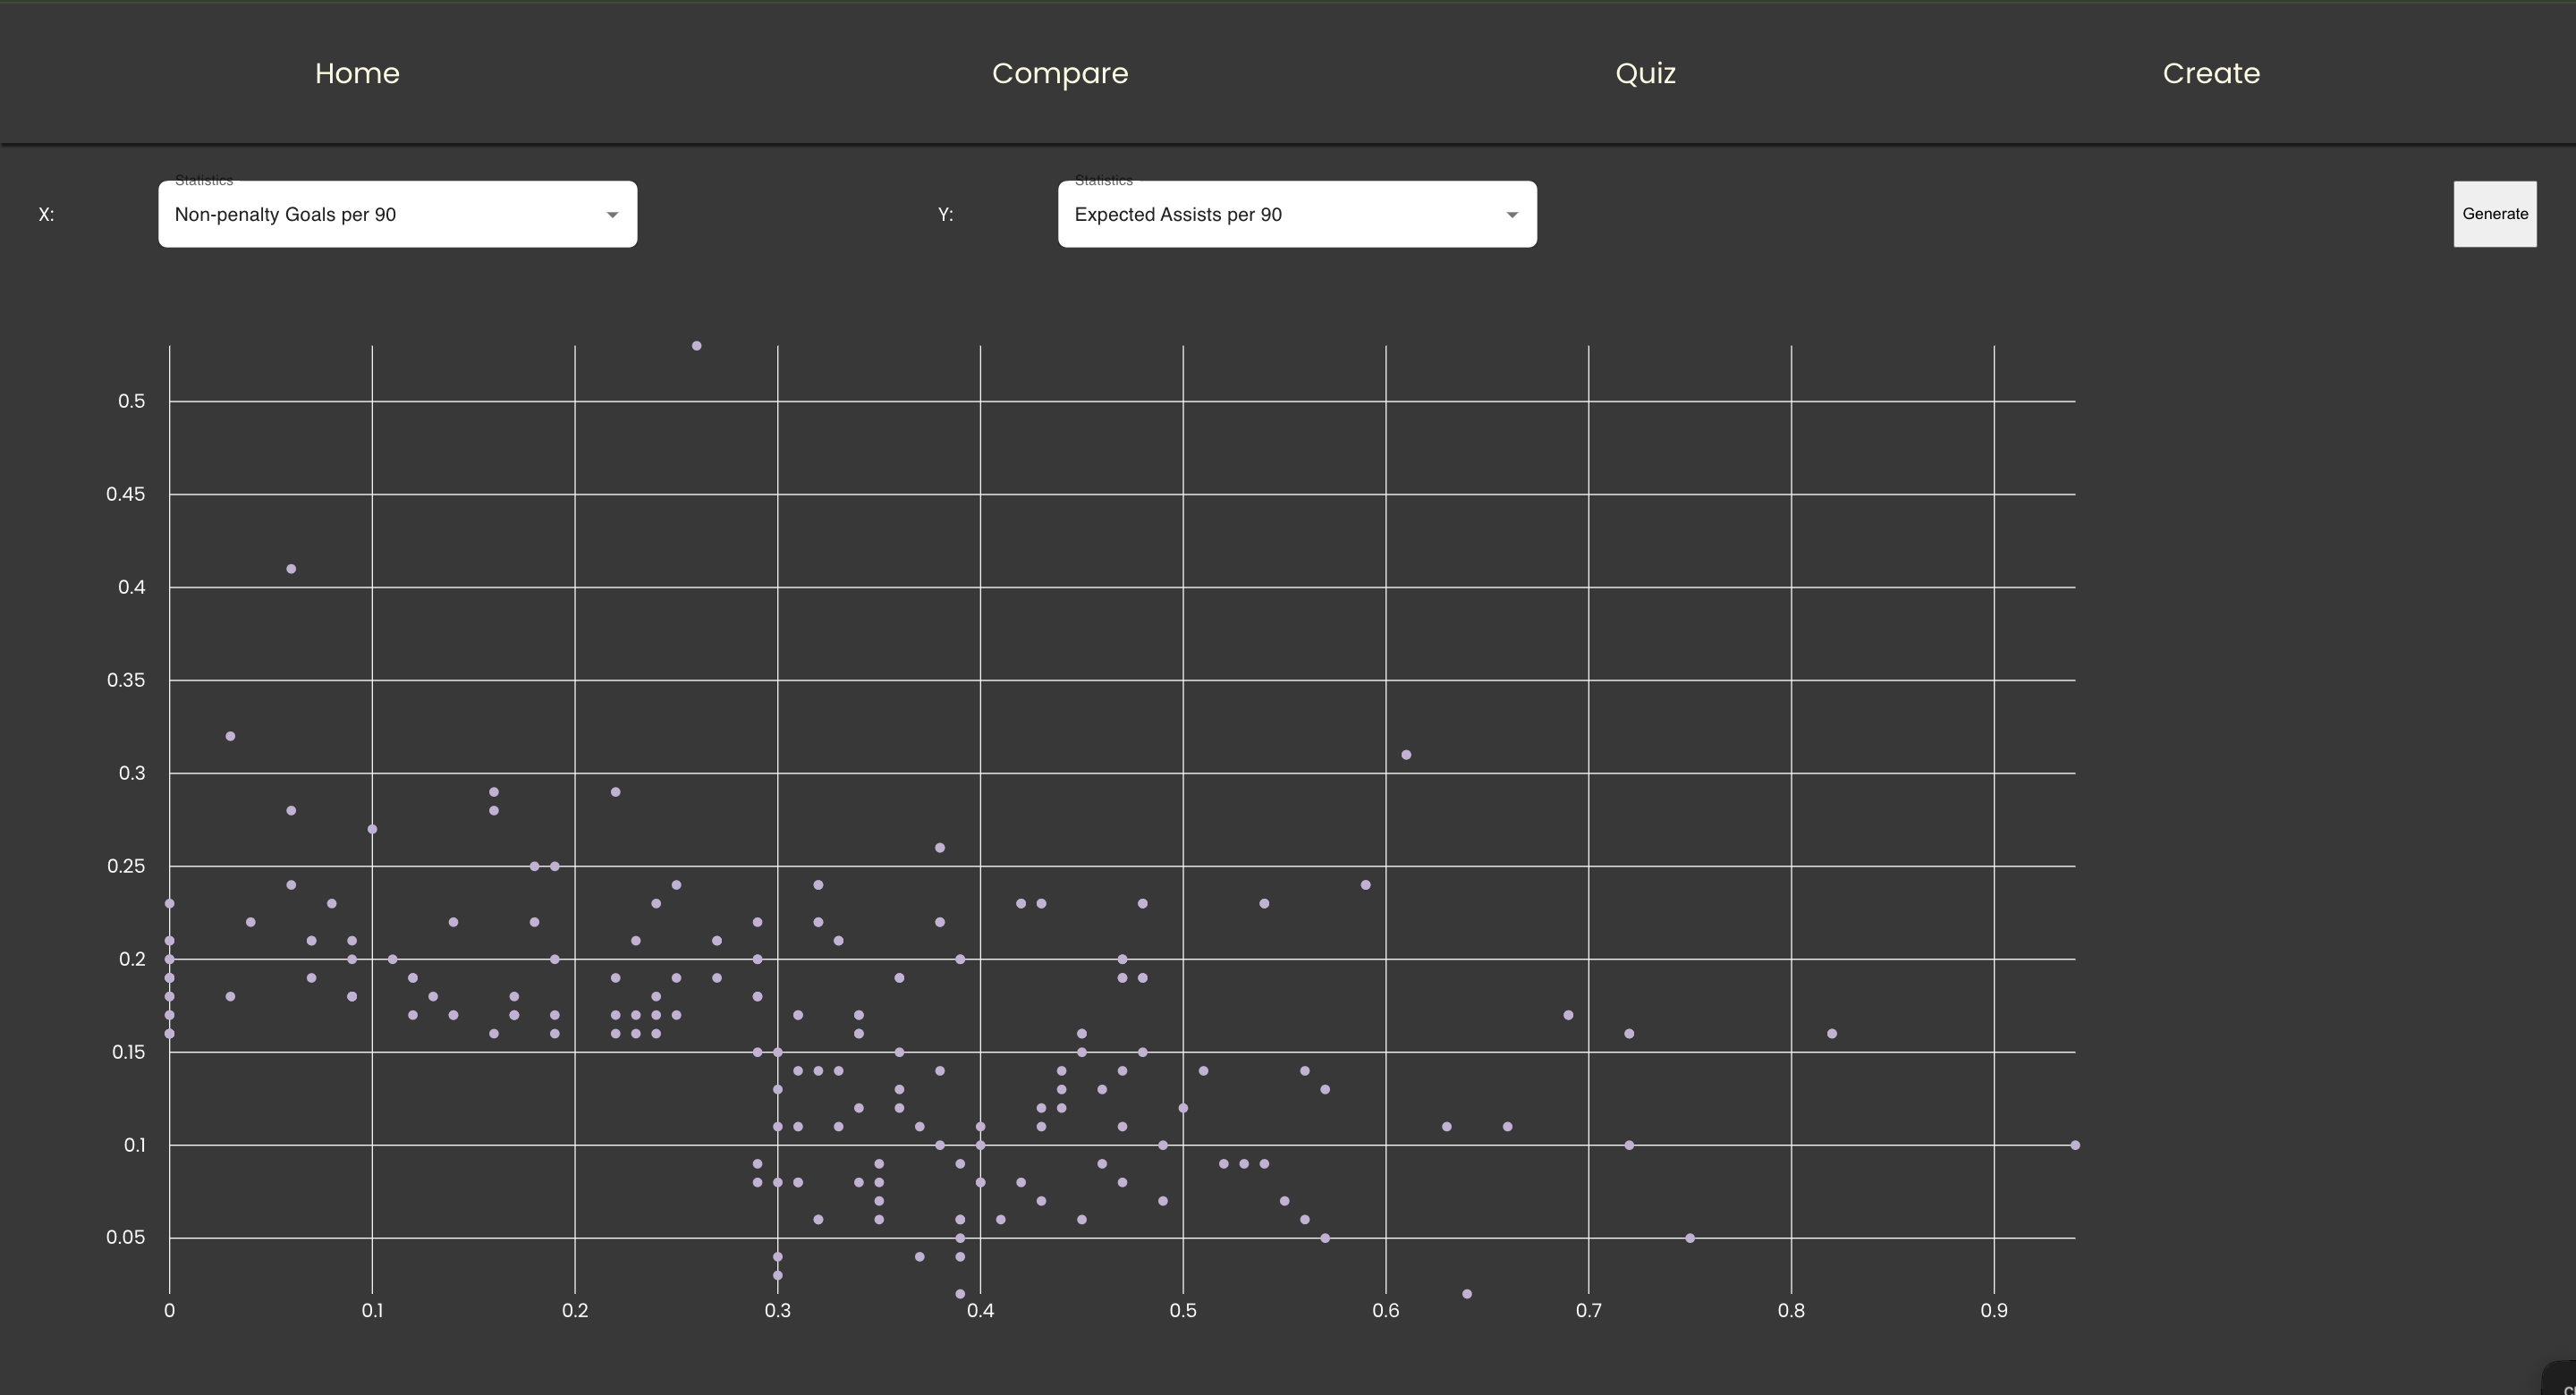 Home Compare Quiz Create
Statistics Statistics
X: Non-penalty Goals per 90 Y: Expected Assists per 90 Generate
0.5
0.45
0.4
0.35
0.3
0.25
0.2
0.15
0.1
0.05
0 0.1 0.2 0.3 0.4 0.5 0.6 0.7 0.8 0.9